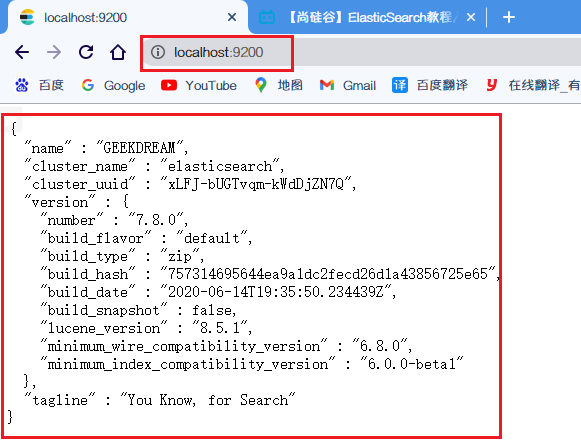 localhost:9200
【尚硅谷】ElasticSearch教程
localhost:9200
百度 Google YouTube 地图 Gmail 译 百度翻译 在线翻译_有
{
"name" : "GEEKDREAM",
"cluster_name" : "elasticsearch",
"cluster_uuid" : "xLFJ-bUGTvqm-kWdDjZN7Q",
"version" : {
"number" : "7.8.0",
"build_flavor" : "default",
"build_type" : "zip",
"build_hash" : "757314695644ea9a1dc2fecd26d1a43856725e65",
"build_date" : "2020-06-14T19:35:50.234439Z",
"build_snapshot" : false,
"lucene_version" : "8.5.1",
"minimum_wire_compatibility_version" : "6.8.0",
"minimum_index_compatibility_version" : "6.0.0-beta1"
},
"tagline" : "You Know, for Search"
}